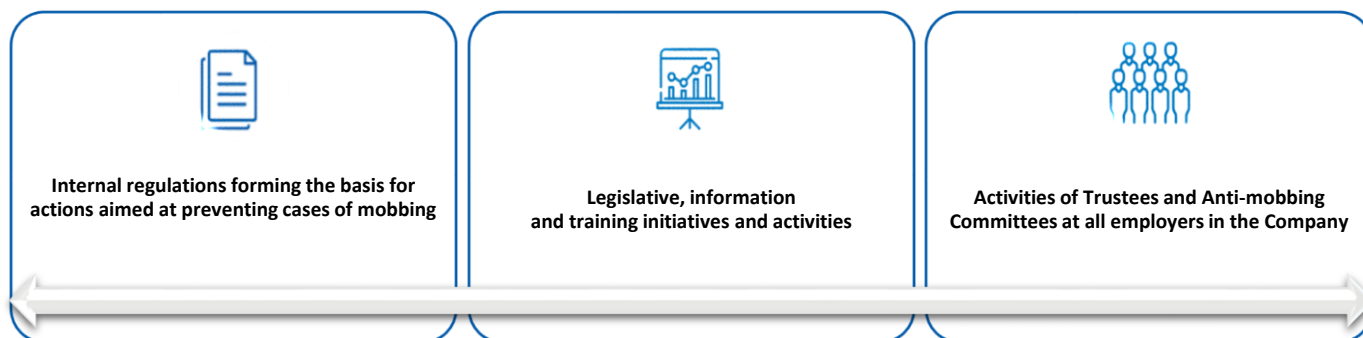 Internal regulations forming the basis for
actions aimed at preventing cases of mobbing
Legislative, information
and training initiatives and activities
Activities of Trustees and Anti-mobbing
Committees at all employers in the Company